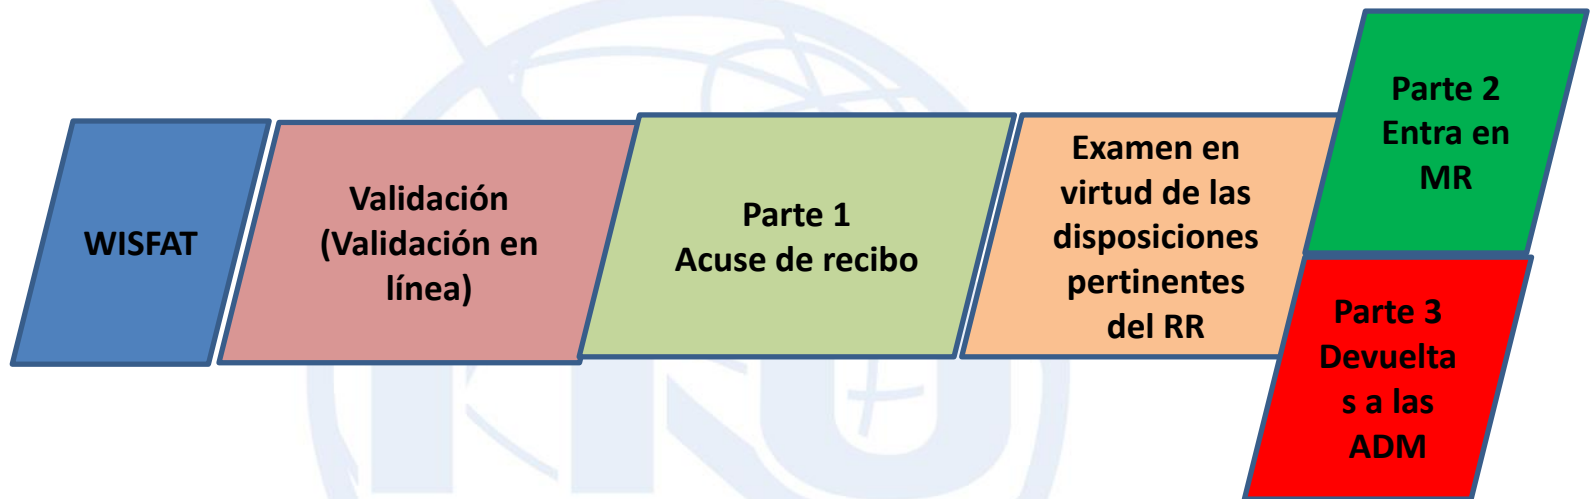 WISFAT
Validación
(Validación en
línea)
Parte 1
Acuse de recibo
Examen en
virtud de las
disposiciones
pertinentes
del RR
Parte 2
Entra en
MR
Parte 3
Devuelta
s a las
ADM
ITU